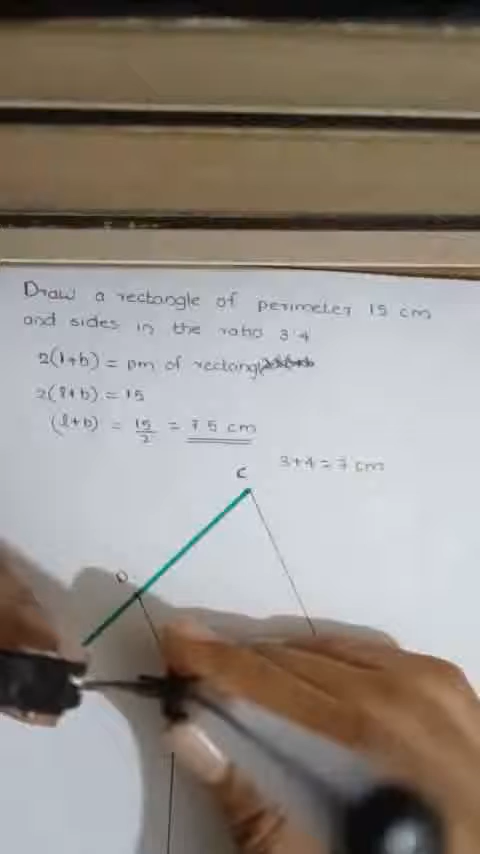 Draw a rectangle of perimeter 15 cm
and sides in the ratio 3:4
2(l+b) = pm of rectangl
2(l+b) = 15
(l+b) = 15/2 = 7.5 cm
3+4 = 7 cm
C
D